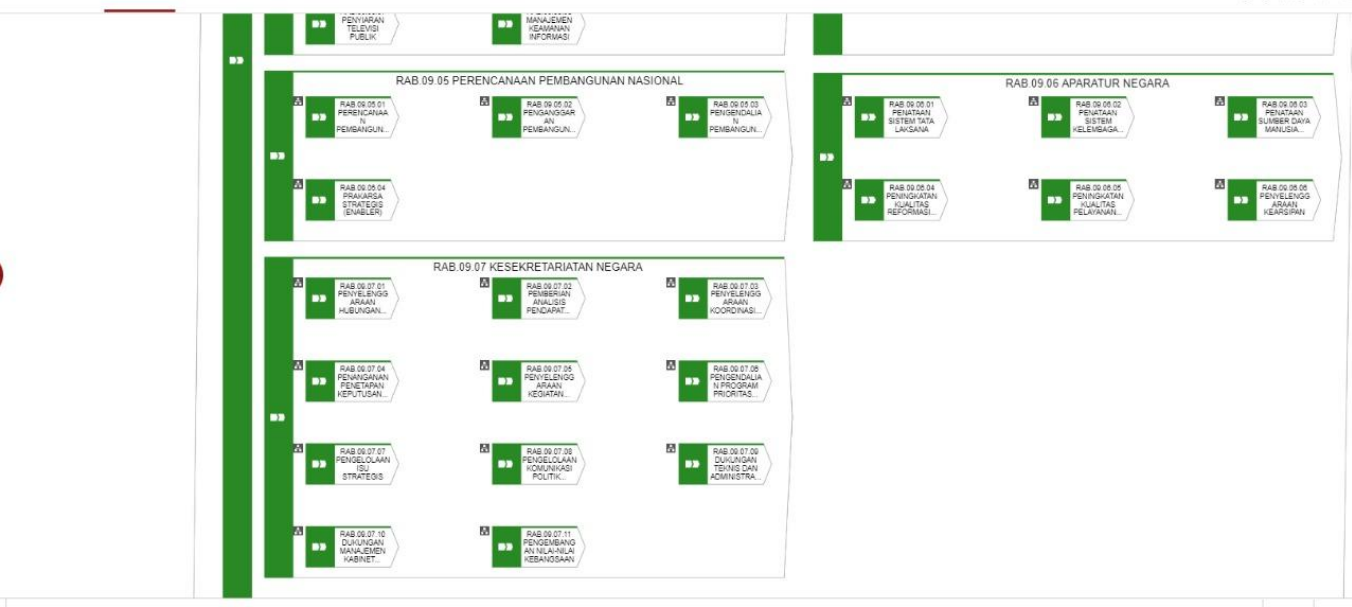 PENYIARAN
TELEVISI
PUBLIK
MANAJEMEN
KEAMANAN
INFORMASI
RAB.09.05 PERENCANAAN PEMBANGUNAN NASIONAL
RAB.09.05.01
PERENCANAA
N
PEMBANGUN...
RAB.09.05.02
PENGANGGAR
AN
PEMBANGUN...
RAB.09.05.03
PENGENDALIA
N
PEMBANGUN...
RAB.09.05.04
PRAKARSA
STRATEGIS
(ENABLER)
RAB.09.06 APARATUR NEGARA
RAB.09.06.01
PENATAAN
SISTEM TATA
LAKSANA
RAB.09.06.02
PENATAAN
SISTEM
KELEMBAGA...
RAB.09.06.03
PENATAAN
SUMBER DAYA
MANUSIA...
RAB.09.06.04
PENINGKATAN
KUALITAS
REFORMASI...
RAB.09.06.05
PENINGKATAN
KUALITAS
PELAYANAN...
RAB.09.06.06
PENYELENGG
ARAAN
KEARSIPAN
RAB.09.07 KESEKRETARIATAN NEGARA
RAB.09.07.01
PENYELENGG
ARAAN
HUBUNGAN...
RAB.09.07.02
PEMBERIAN
ANALISIS
PENDAPAT...
RAB.09.07.03
PENYELENGG
ARAAN
KOORDINASI...
RAB.09.07.04
PENANGANAN
PENETAPAN
KEPUTUSAN...
RAB.09.07.05
PENYELENGG
ARAAN
KEGIATAN...
RAB.09.07.06
PENGENDALIA
N PROGRAM
PRIORITAS...
RAB.09.07.07
PENGELOLAAN
ISU
STRATEGIS
RAB.09.07.08
PENGELOLAAN
KOMUNIKASI
POLITIK...
RAB.09.07.09
DUKUNGAN
TEKNIS DAN
ADMINISTRA...
RAB.09.07.10
DUKUNGAN
MANAJEMEN
KABINET...
RAB.09.07.11
PENGEMBANG
AN NILAI-NILAI
KEBANGSAAN